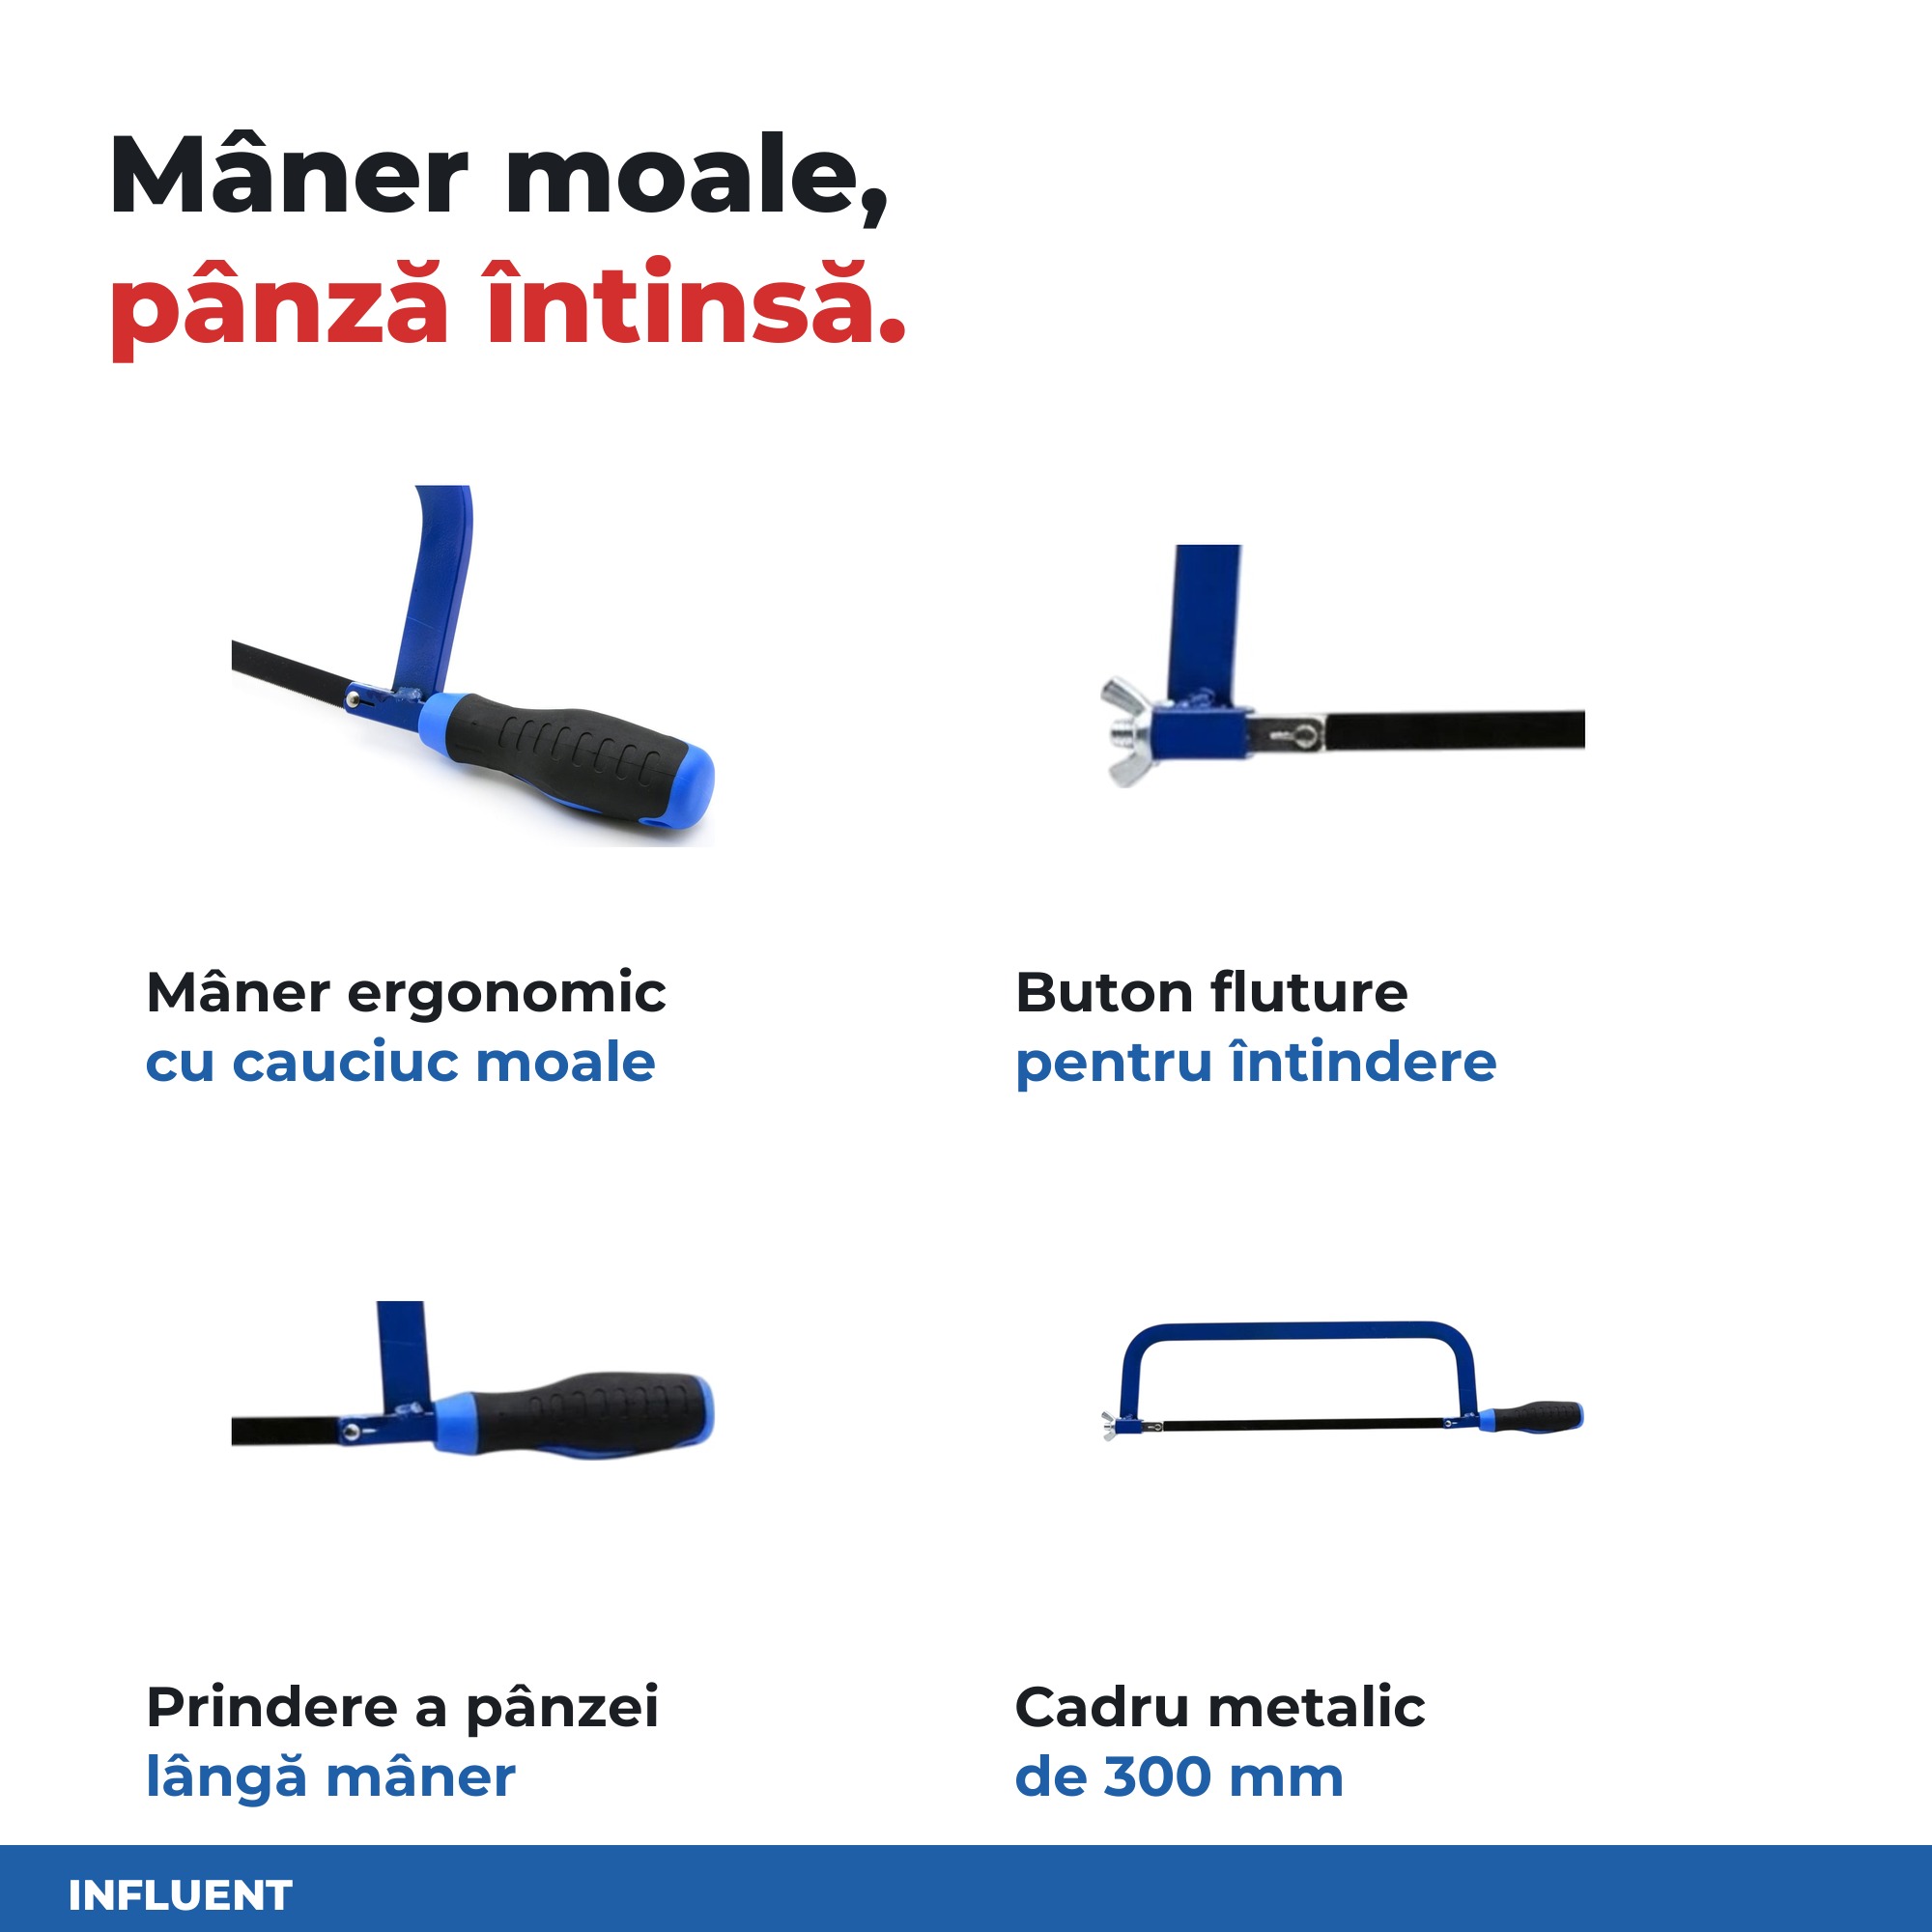 Mâner moale,
pânză întinsă.
Mâner ergonomic
cu cauciuc moale
Buton fluture
pentru întindere
Prindere a pânzei
lângă mâner
Cadru metalic
de 300 mm
INFLUENT